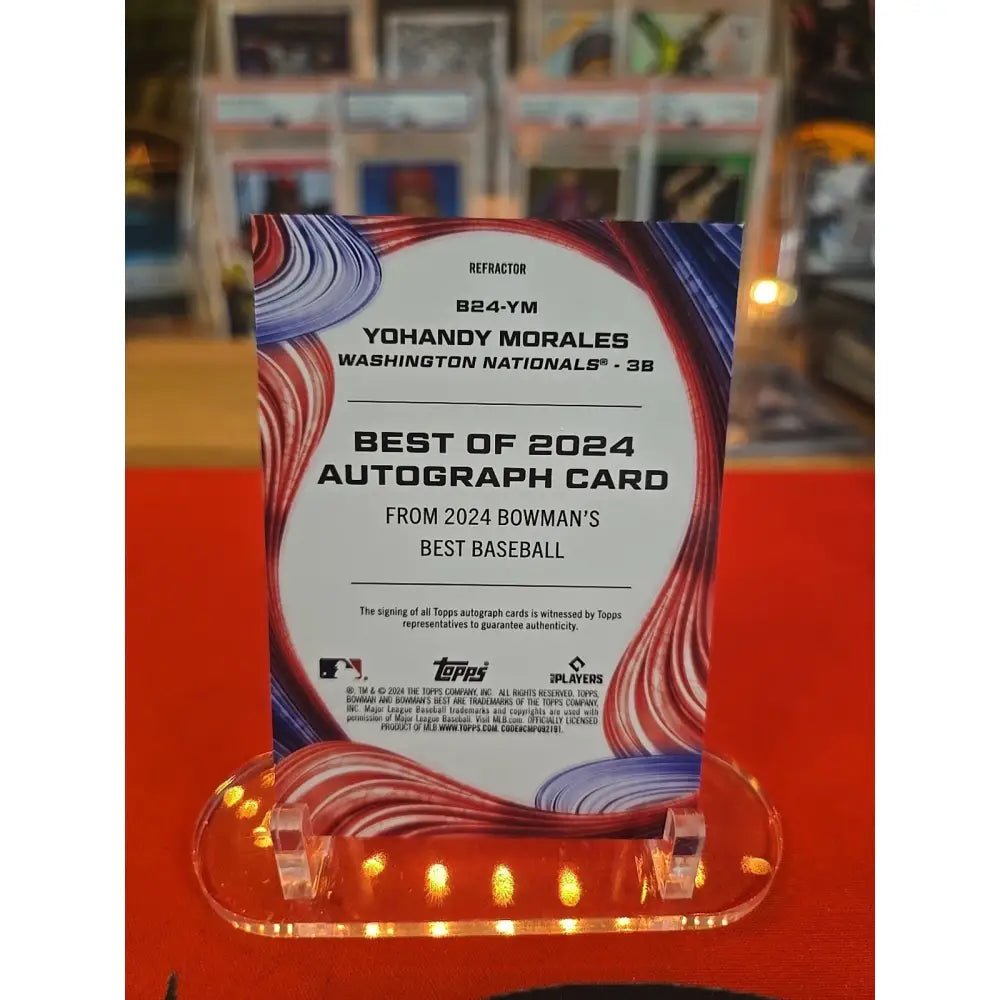 REFRACTOR
B24-YM
YOHANDY MORALES
WASHINGTON NATIONALS® - 3B
BEST OF 2024
AUTOGRAPH CARD
FROM 2024 BOWMAN'S
BEST BASEBALL
The signing of all Topps autograph cards is witnessed by Topps
representatives to guarantee authenticity.
topps®
PLAYERS
®, TM & © 2024 THE TOPPS COMPANY, INC. ALL RIGHTS RESERVED. TOPPS,
BOWMAN AND BOWMAN'S BEST ARE TRADEMARKS OF THE TOPPS COMPANY,
INC. Major League Baseball trademarks and copyrights are used with
permission of Major League Baseball. Visit MLB.com. OFFICIALLY LICENSED
PRODUCT OF MLB. WWW.TOPPS.COM. CODE#CMP092191.